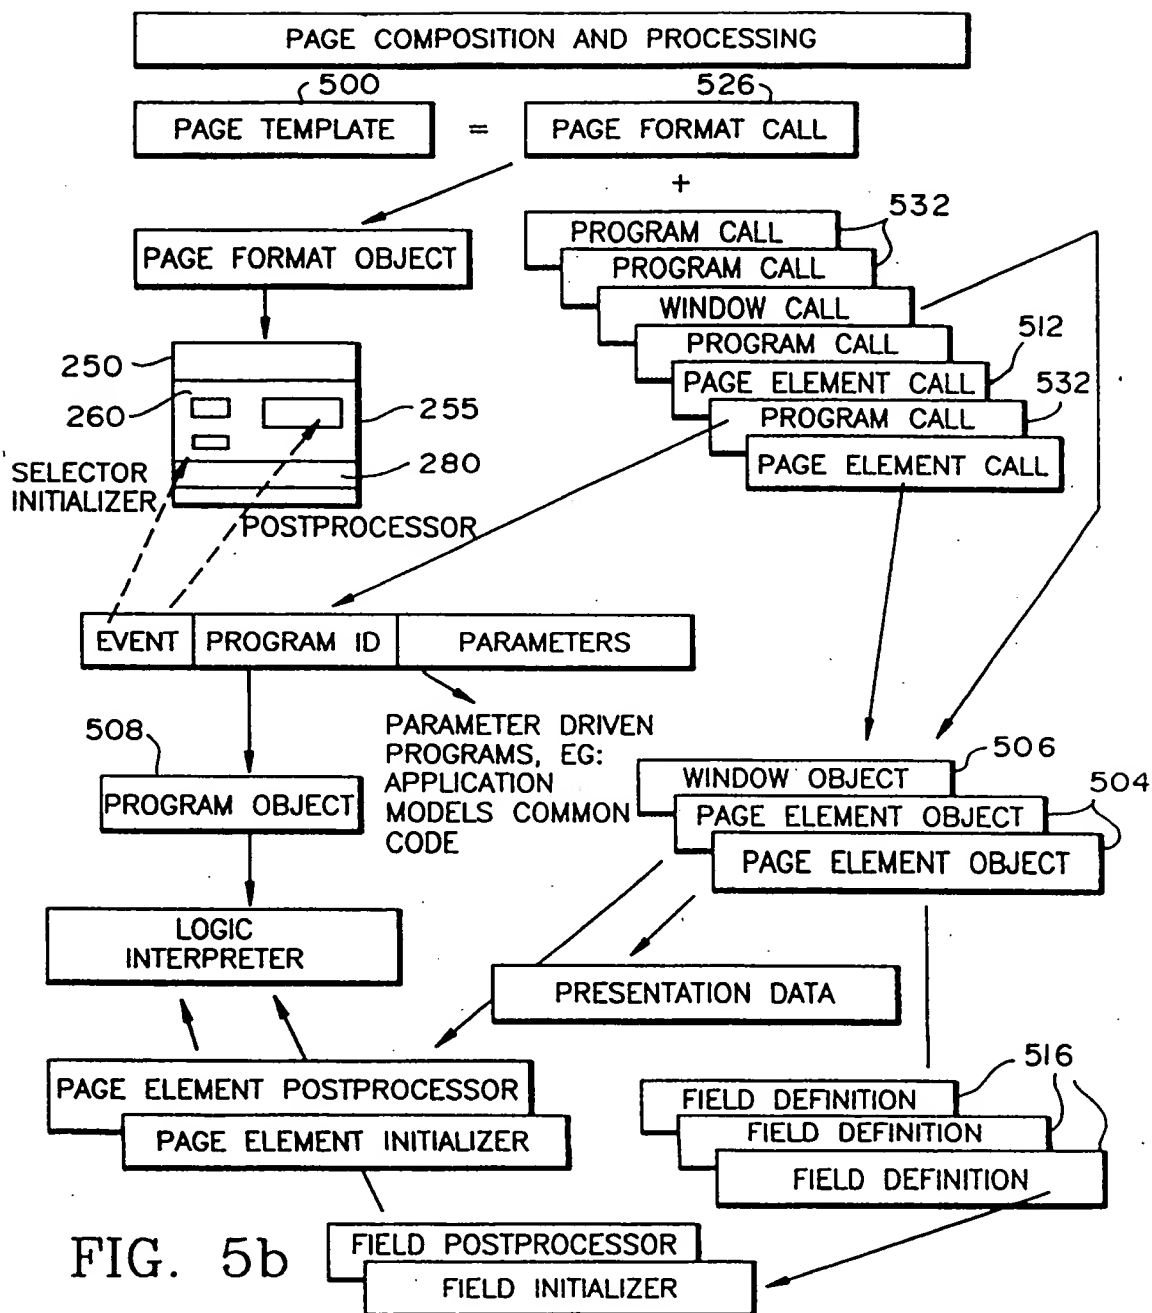 PAGE COMPOSITION AND PROCESSING
500
526
PAGE TEMPLATE = PAGE FORMAT CALL
+
532
PROGRAM CALL
PROGRAM CALL
PAGE FORMAT OBJECT
WINDOW CALL
PROGRAM CALL
512
PAGE ELEMENT CALL
532
PROGRAM CALL
PAGE ELEMENT CALL
250
260
255
280
SELECTOR
INITIALIZER
POSTPROCESSOR
EVENT PROGRAM ID PARAMETERS
508
PROGRAM OBJECT
PARAMETER DRIVEN
PROGRAMS, EG:
APPLICATION
MODELS COMMON
CODE
506
WINDOW OBJECT
504
PAGE ELEMENT OBJECT
PAGE ELEMENT OBJECT
LOGIC
INTERPRETER
PRESENTATION DATA
PAGE ELEMENT POSTPROCESSOR
PAGE ELEMENT INITIALIZER
516
FIELD DEFINITION
FIELD DEFINITION
FIELD DEFINITION
FIELD POSTPROCESSOR
FIELD INITIALIZER
FIG. 5b